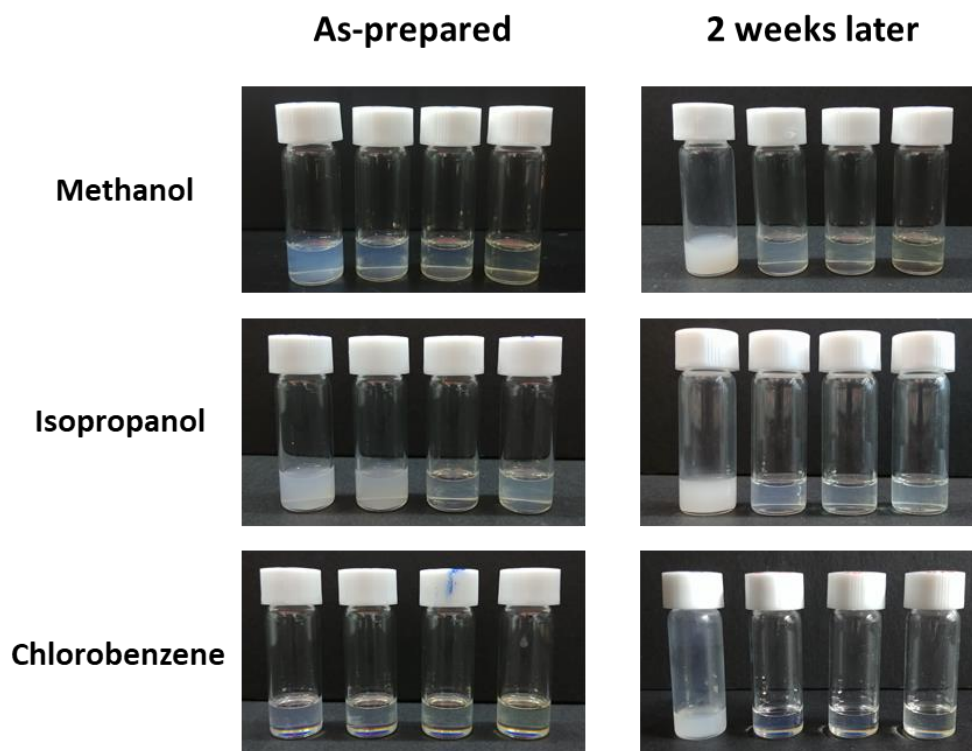 As-prepared
2 weeks later
Methanol
Isopropanol
Chlorobenzene